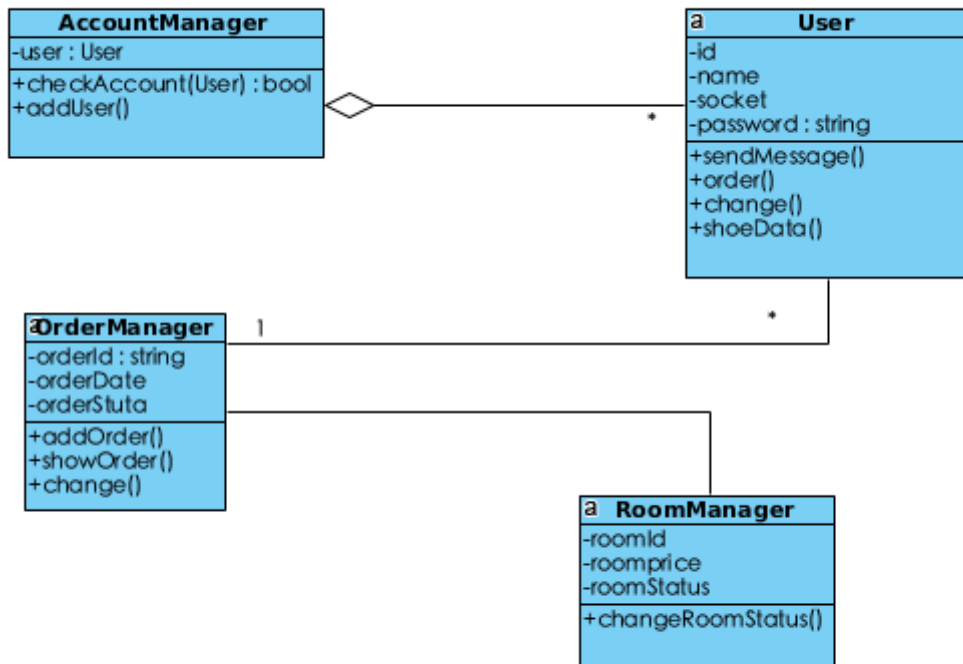 AccountManager
-user : User
+checkAccount(User) : bool
+addUser()
*
a
User
-id
-name
-socket
-password : string
+sendMessage()
+order()
+change()
+shoeData()
*
1
a
OrderManager
-orderId : string
-orderDate
-orderStuta
+addOrder()
+showOrder()
+change()
a
RoomManager
-roomId
-roomprice
-roomStatus
+changeRoomStatus()